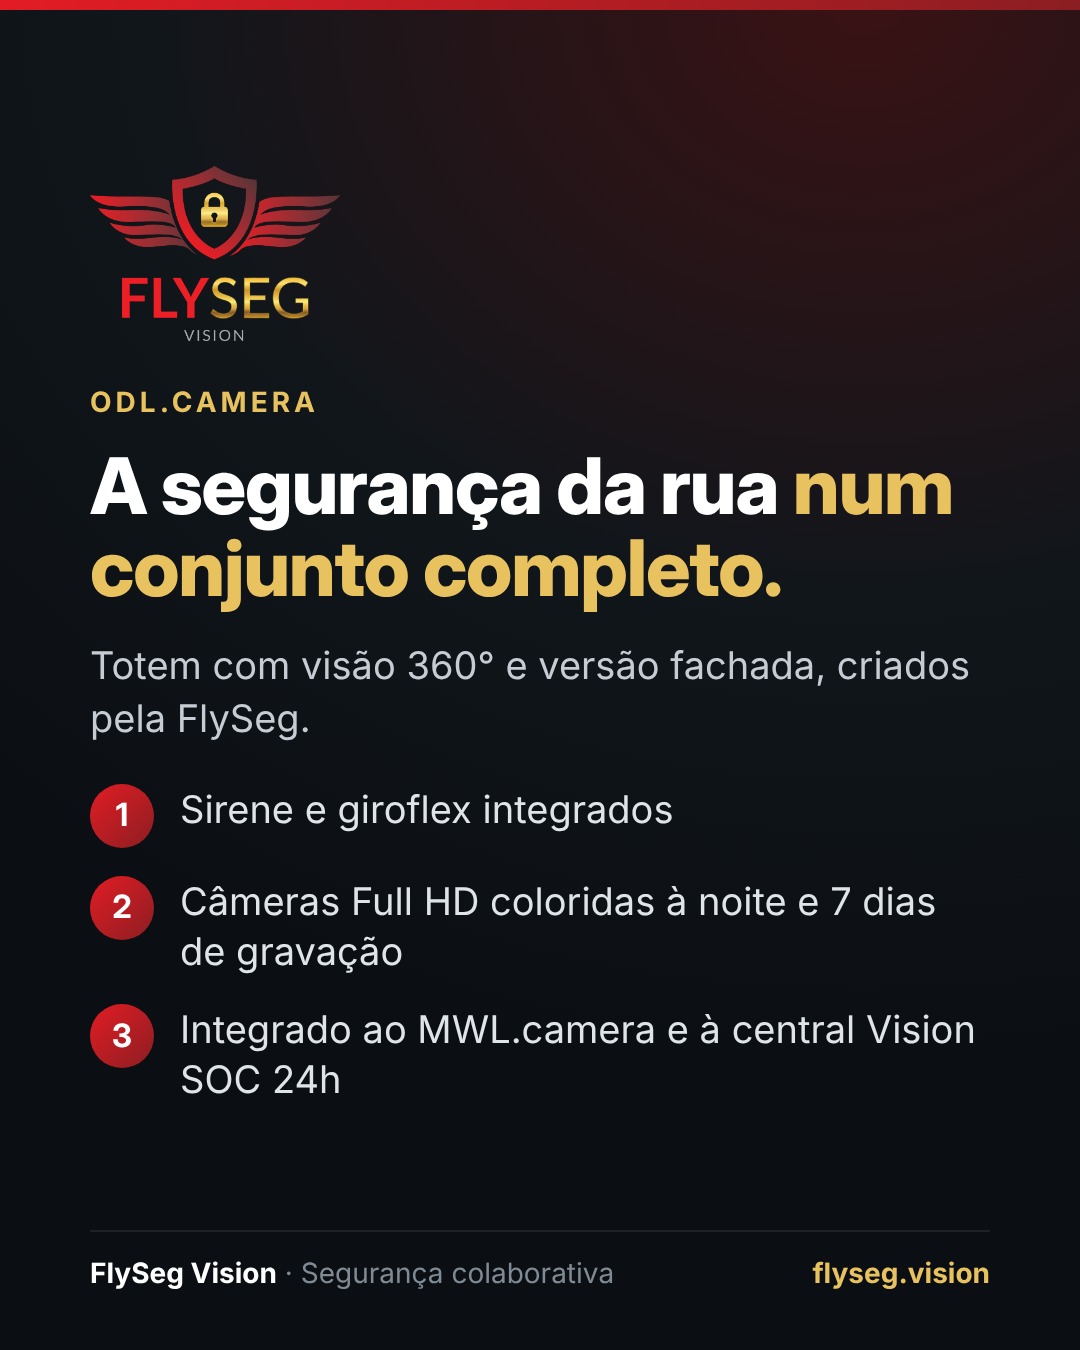 FLYSEG
VISION
ODL.CAMERA
A segurança da rua num
conjunto completo.
Totem com visão 360° e versão fachada, criados
pela FlySeg.
1 Sirene e giroflex integrados
2 Câmeras Full HD coloridas à noite e 7 dias
de gravação
3 Integrado ao MWL.camera e à central Vision
SOC 24h
FlySeg Vision · Segurança colaborativa
flyseg.vision